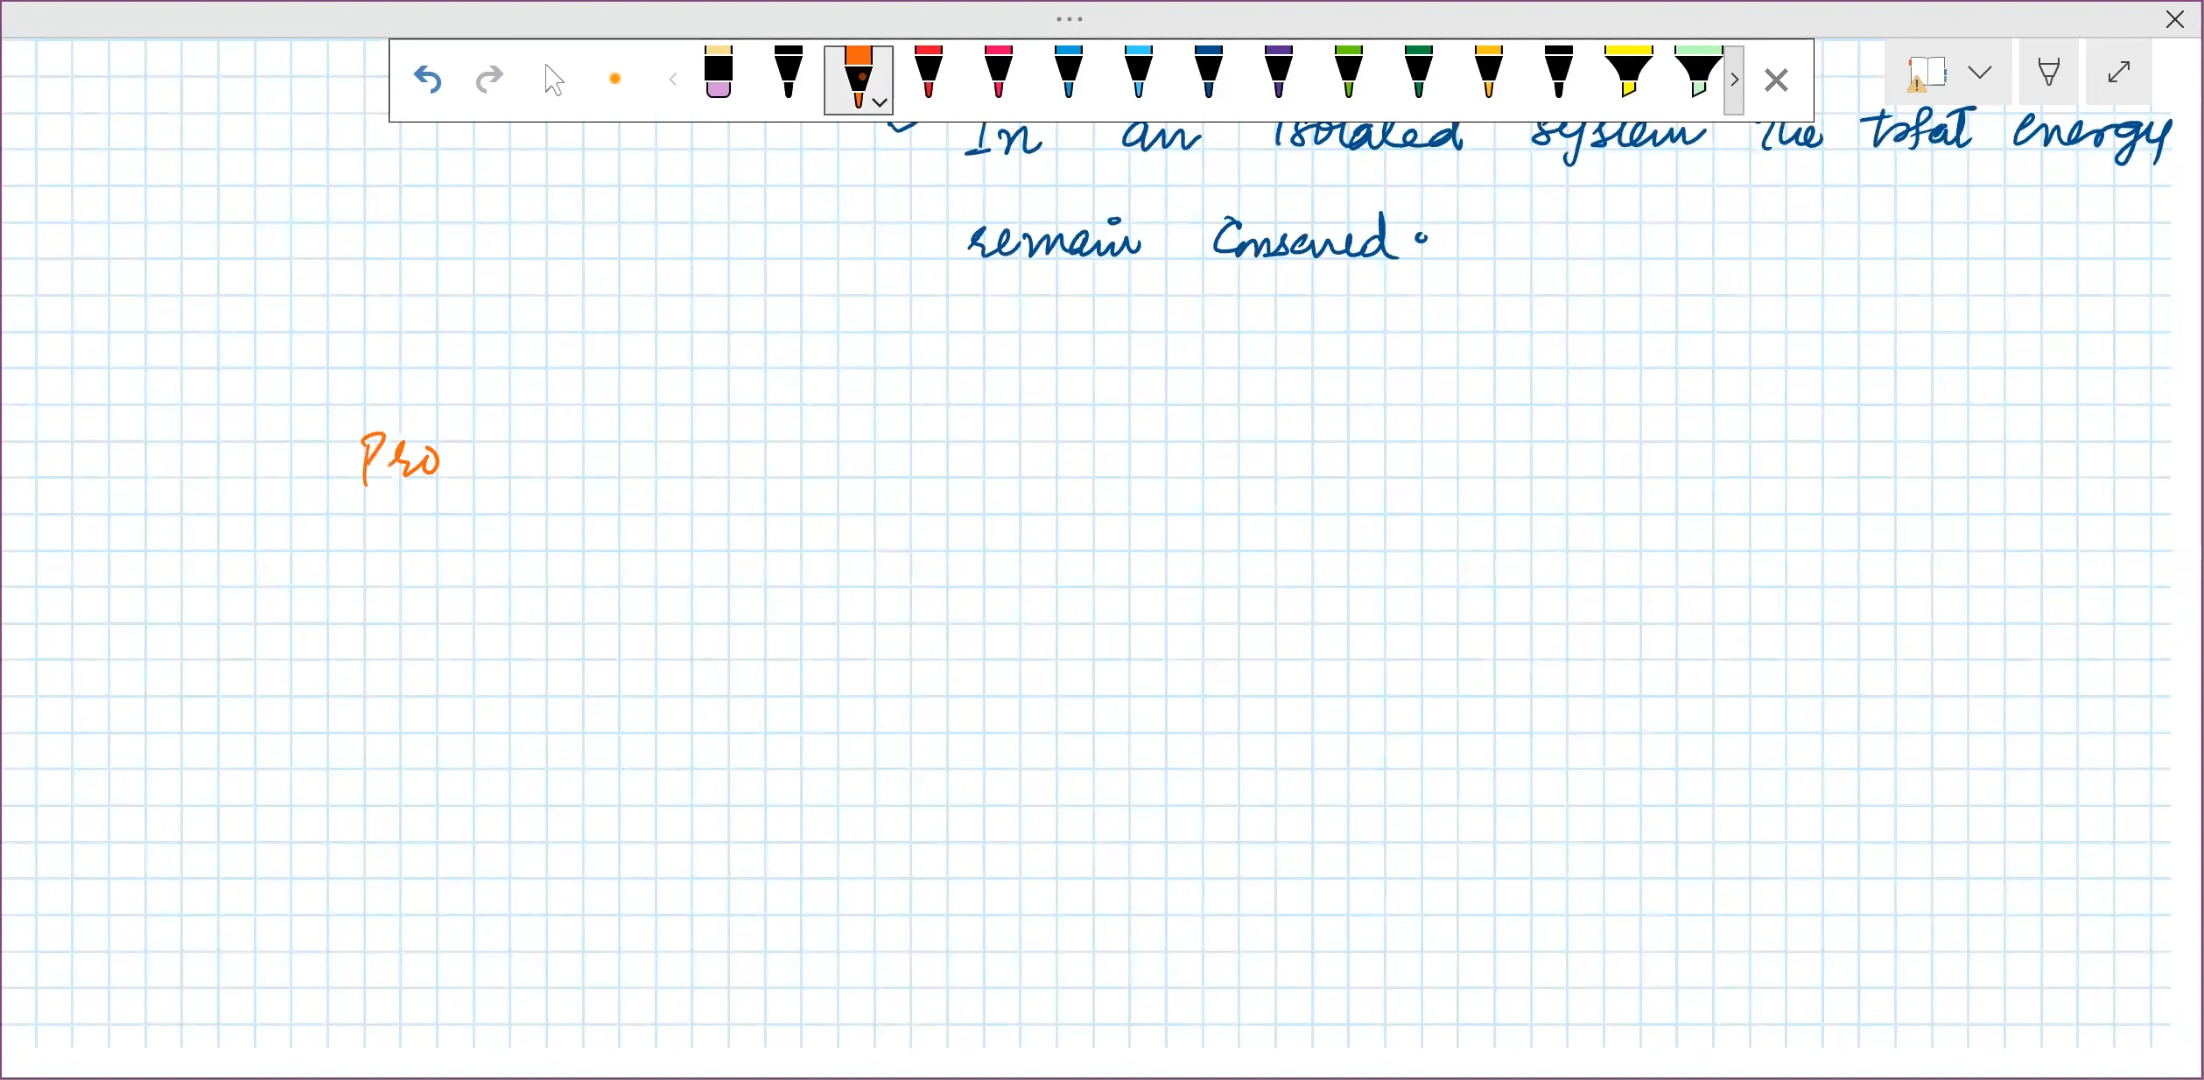 In an isolated system the total energy
remain Conserved.
Pro